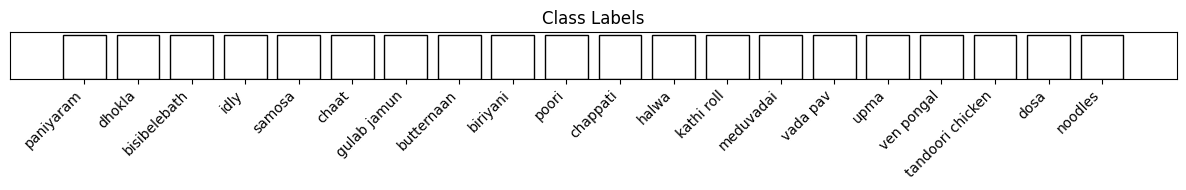 Class Labels
paniyaram
dhokla
bisibelebath
idly
samosa
chaat
gulab jamun
butternaan
biriyani
poori
chappati
halwa
kathi roll
meduvadai
vada pav
upma
ven pongal
tandoori chicken
dosa
noodles